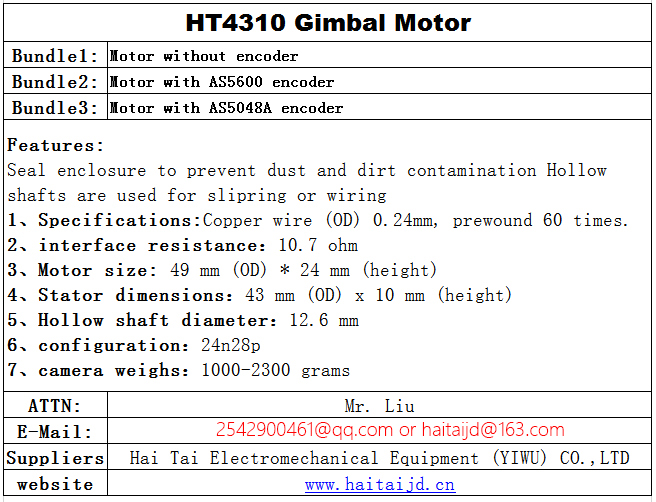 HT4310 Gimbal Motor
Bundle1: Motor without encoder
Bundle2: Motor with AS5600 encoder
Bundle3: Motor with AS5048A encoder
Features:
Seal enclosure to prevent dust and dirt contamination Hollow
shafts are used for slipring or wiring
1、Specifications:Copper wire (OD) 0.24mm, prewound 60 times.
2、interface resistance: 10.7 ohm
3、Motor size: 49 mm (OD) * 24 mm (height)
4、Stator dimensions: 43 mm (OD) x 10 mm (height)
5、Hollow shaft diameter: 12.6 mm
6、configuration: 24n28p
7、camera weighs: 1000-2300 grams
ATTN: Mr. Liu
E-Mail: 2542900461@qq.com or haitaijd@163.com
Suppliers Hai Tai Electromechanical Equipment (YIWU) CO.,LTD
website www.haitaijd.cn